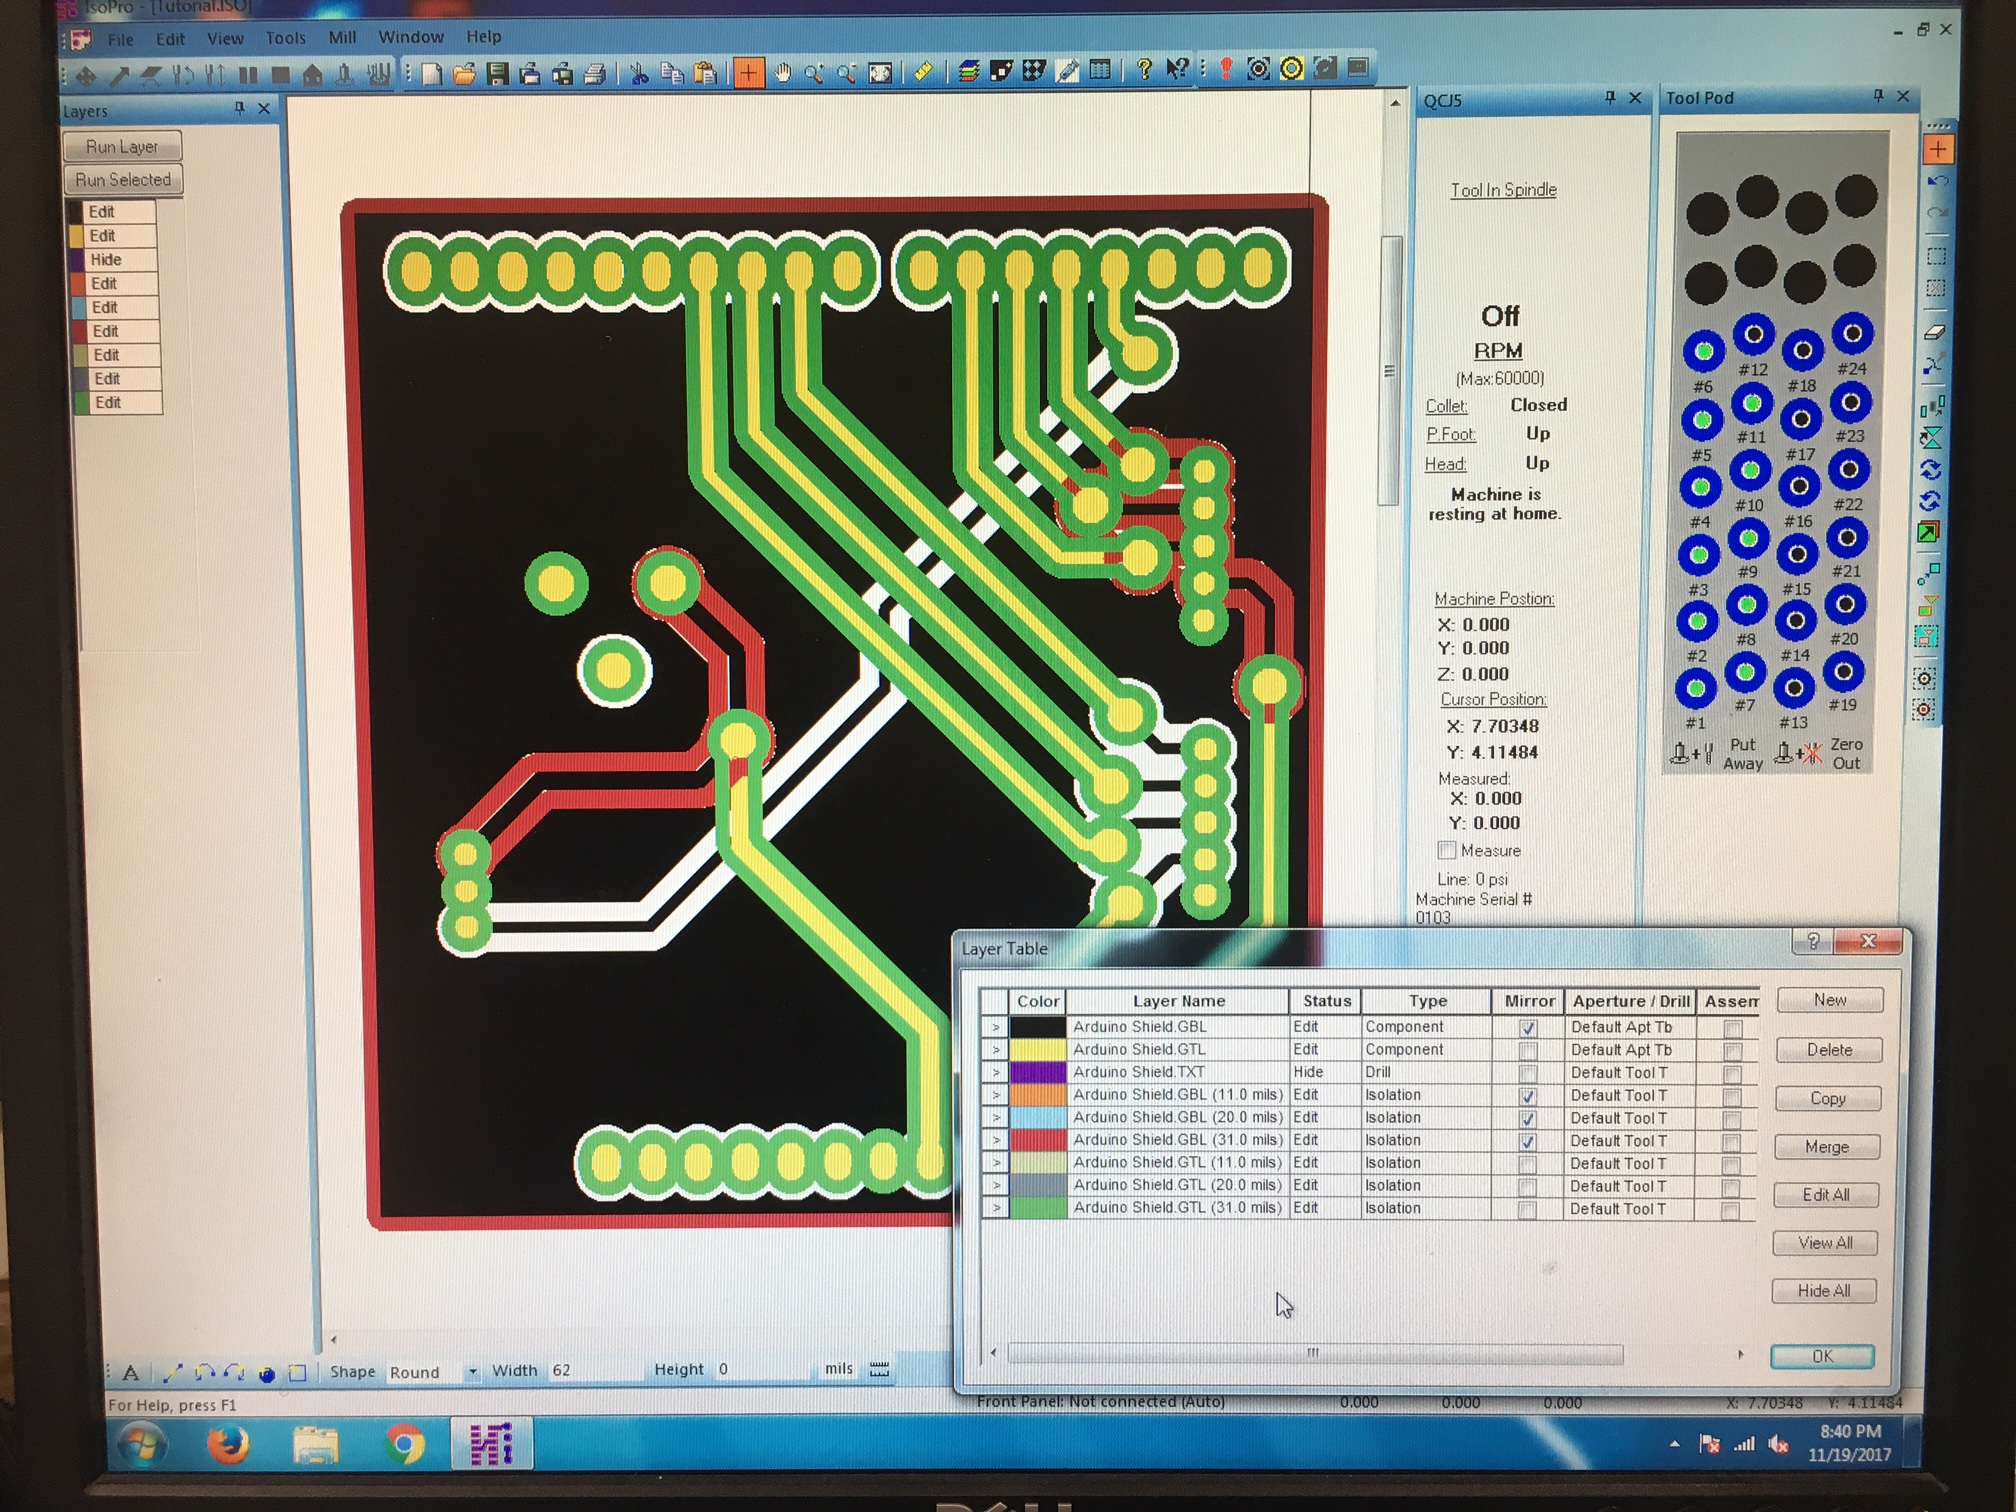 IsoPro - [Tutorial.ISO]
File Edit View Tools Mill Window Help
Layers
Run Layer
Run Selected
Edit
Edit
Hide
Edit
Edit
Edit
Edit
Edit
Edit
QCJ5
Tool In Spindle
Off
RPM
(Max:60000)
Collet: Closed
P.Foot: Up
Head: Up
Machine is
resting at home.
Machine Postion:
X: 0.000
Y: 0.000
Z: 0.000
Cursor Position:
X: 7.70348
Y: 4.11484
Measured:
X: 0.000
Y: 0.000
Measure
Line: 0 psi
Machine Serial #
0103
Tool Pod
#6 #12 #18 #24
#5 #11 #17 #23
#4 #10 #16 #22
#3 #9 #15 #21
#2 #8 #14 #20
#1 #7 #13 #19
Put Away Zero Out
Layer Table
Color Layer Name Status Type Mirror Aperture / Drill Assem
> Arduino Shield.GBL Edit Component Default Apt Tb
> Arduino Shield.GTL Edit Component Default Apt Tb
> Arduino Shield.TXT Hide Drill Default Tool T
> Arduino Shield.GBL (11.0 mils) Edit Isolation Default Tool T
> Arduino Shield.GBL (20.0 mils) Edit Isolation Default Tool T
> Arduino Shield.GBL (31.0 mils) Edit Isolation Default Tool T
> Arduino Shield.GTL (11.0 mils) Edit Isolation Default Tool T
> Arduino Shield.GTL (20.0 mils) Edit Isolation Default Tool T
> Arduino Shield.GTL (31.0 mils) Edit Isolation Default Tool T
New
Delete
Copy
Merge
Edit All
View All
Hide All
OK
A Shape Round Width 62 Height 0 mils
For Help, press F1 Front Panel: Not connected (Auto) 0.000 0.000 0.000 X: 7.70348 Y: 4.11484
8:40 PM
11/19/2017